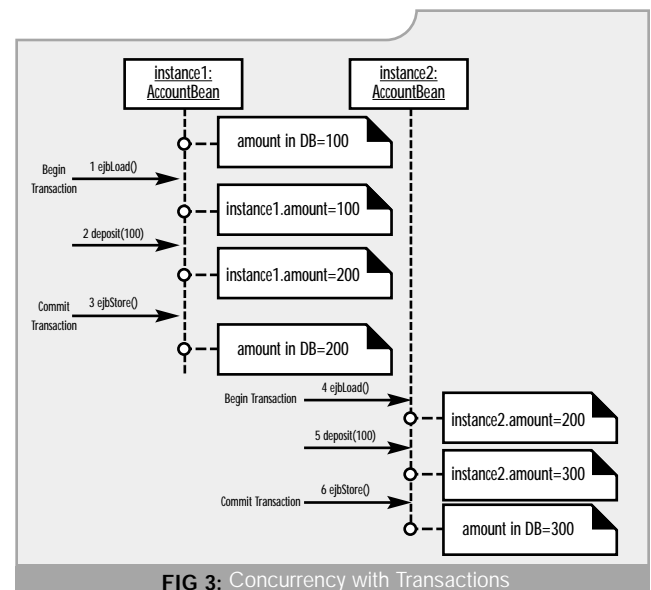 instance1:
AccountBean
instance2:
AccountBean
amount in DB=100
Begin
Transaction
1 ejbLoad()
instance1.amount=100
2 deposit(100)
instance1.amount=200
Commit
Transaction
3 ejbStore()
amount in DB=200
Begin Transaction
4 ejbLoad()
instance2.amount=200
5 deposit(100)
instance2.amount=300
Commit Transaction
6 ejbStore()
amount in DB=300
FIG 3: Concurrency with Transactions